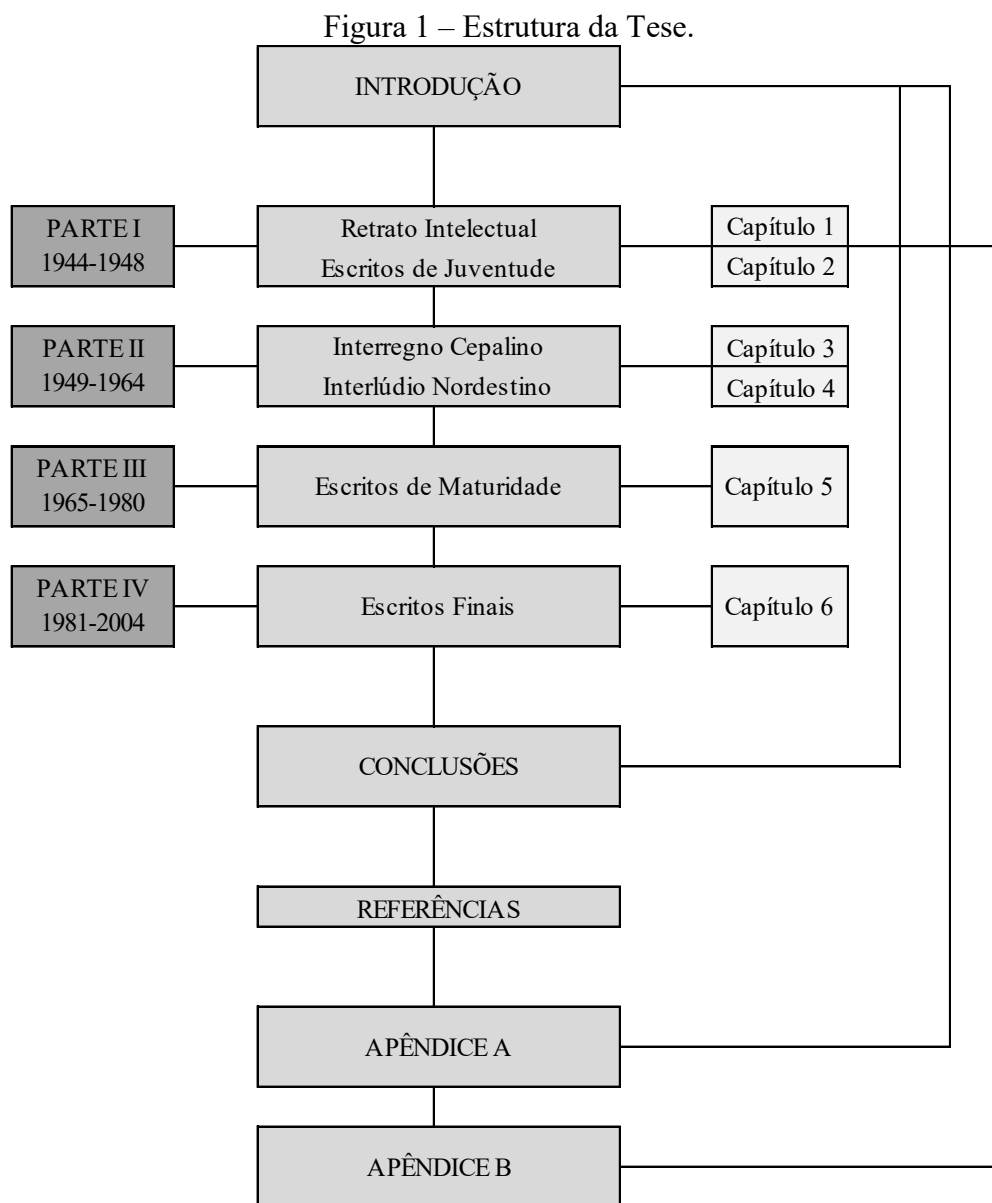 Figura 1 – Estrutura da Tese.
INTRODUÇÃO
PARTE I
1944-1948
Retrato Intelectual
Escritos de Juventude
Capítulo 1
Capítulo 2
PARTE II
1949-1964
Interregno Cepalino
Interlúdio Nordestino
Capítulo 3
Capítulo 4
PARTE III
1965-1980
Escritos de Maturidade
Capítulo 5
PARTE IV
1981-2004
Escritos Finais
Capítulo 6
CONCLUSÕES
REFERÊNCIAS
APÊNDICE A
APÊNDICE B